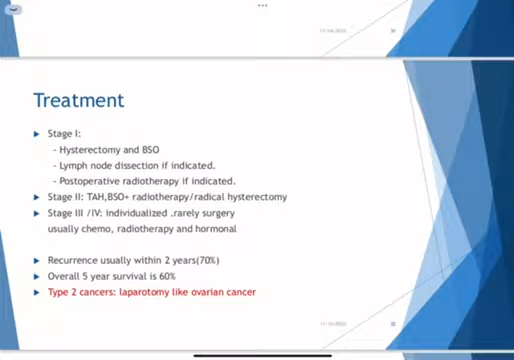 Treatment
Stage I:
- Hysterectomy and BSO
- Lymph node dissection if indicated.
- Postoperative radiotherapy if indicated.
Stage II: TAH,BSO+ radiotherapy/radical hysterectomy
Stage III /IV: individualized .rarely surgery
usually chemo, radiotherapy and hormonal
Recurrence usually within 2 years(70%)
Overall 5 year survival is 60%
Type 2 cancers: laparotomy like ovarian cancer